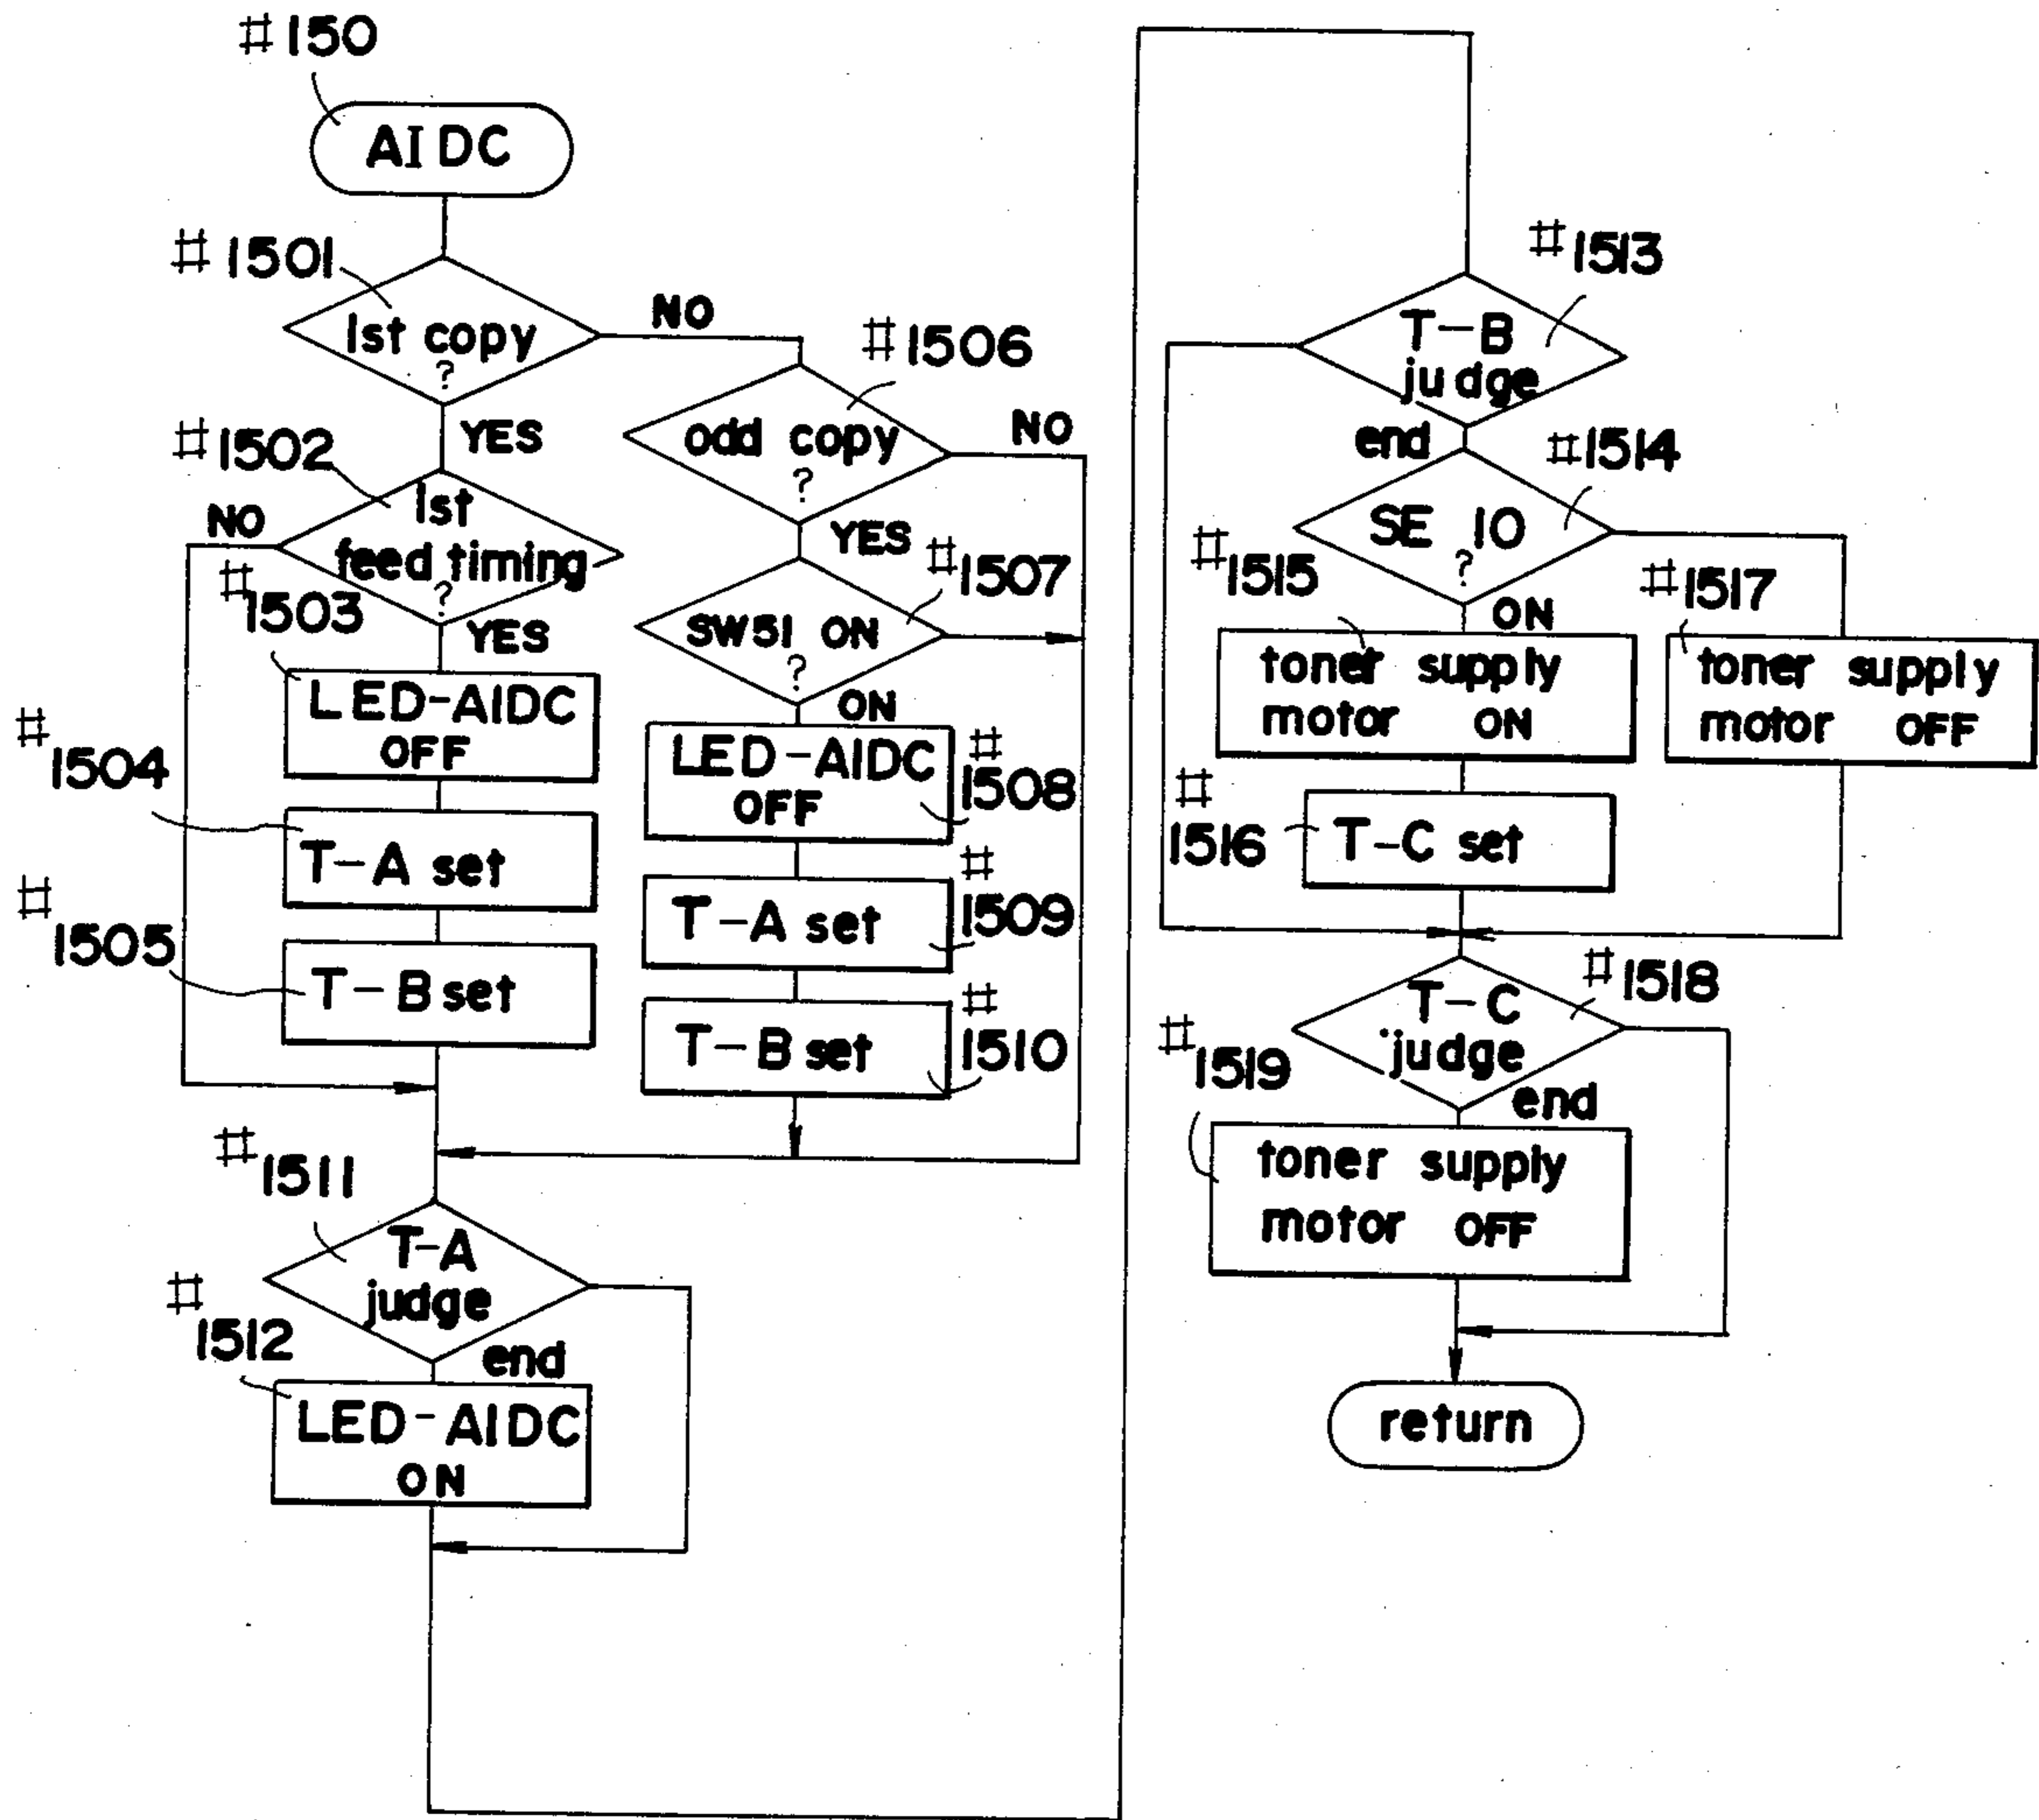 #150
AIDC
#1501
1st copy
?
NO
YES
#1502
1st
feed timing
?
NO
YES
#1503
LED-AIDC
OFF
#1504
T-A set
#1505
T-B set
#1506
odd copy
?
NO
YES
#1507
SW51 ON
?
ON
LED-AIDC
OFF
#1508
T-A set
#1509
T-B set
#1510
#1511
T-A
judge
end
#1512
LED-AIDC
ON
#1513
T-B
judge
end
#1514
SE 10
?
ON
#1515
toner supply
motor ON
#1516
T-C set
#1517
toner supply
motor OFF
#1518
T-C
judge
end
#1519
toner supply
motor OFF
return